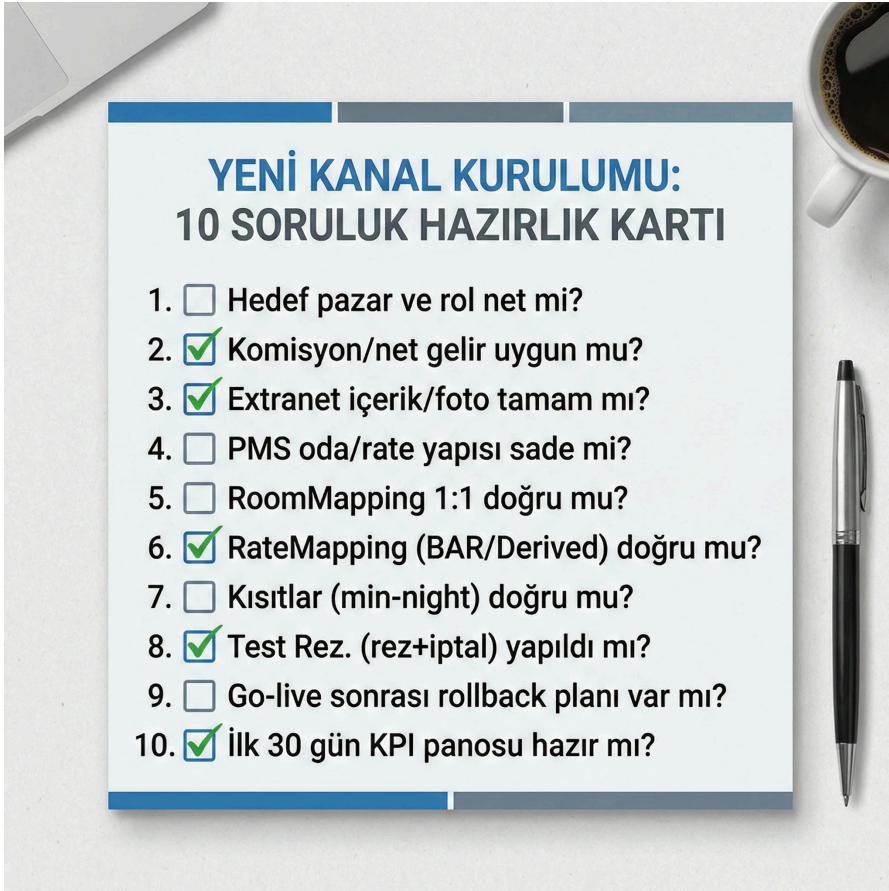 YENİ KANAL KURULUMU:
10 SORULUK HAZIRLIK KARTI
1. Hedef pazar ve rol net mi?
2. Komisyon/net gelir uygun mu?
3. Extranet içerik/foto tamam mı?
4. PMS oda/rate yapısı sade mi?
5. RoomMapping 1:1 doğru mu?
6. RateMapping (BAR/Derived) doğru mu?
7. Kısıtlar (min-night) doğru mu?
8. Test Rez. (rez+iptal) yapıldı mı?
9. Go-live sonrası rollback planı var mı?
10. İlk 30 gün KPI panosu hazır mı?